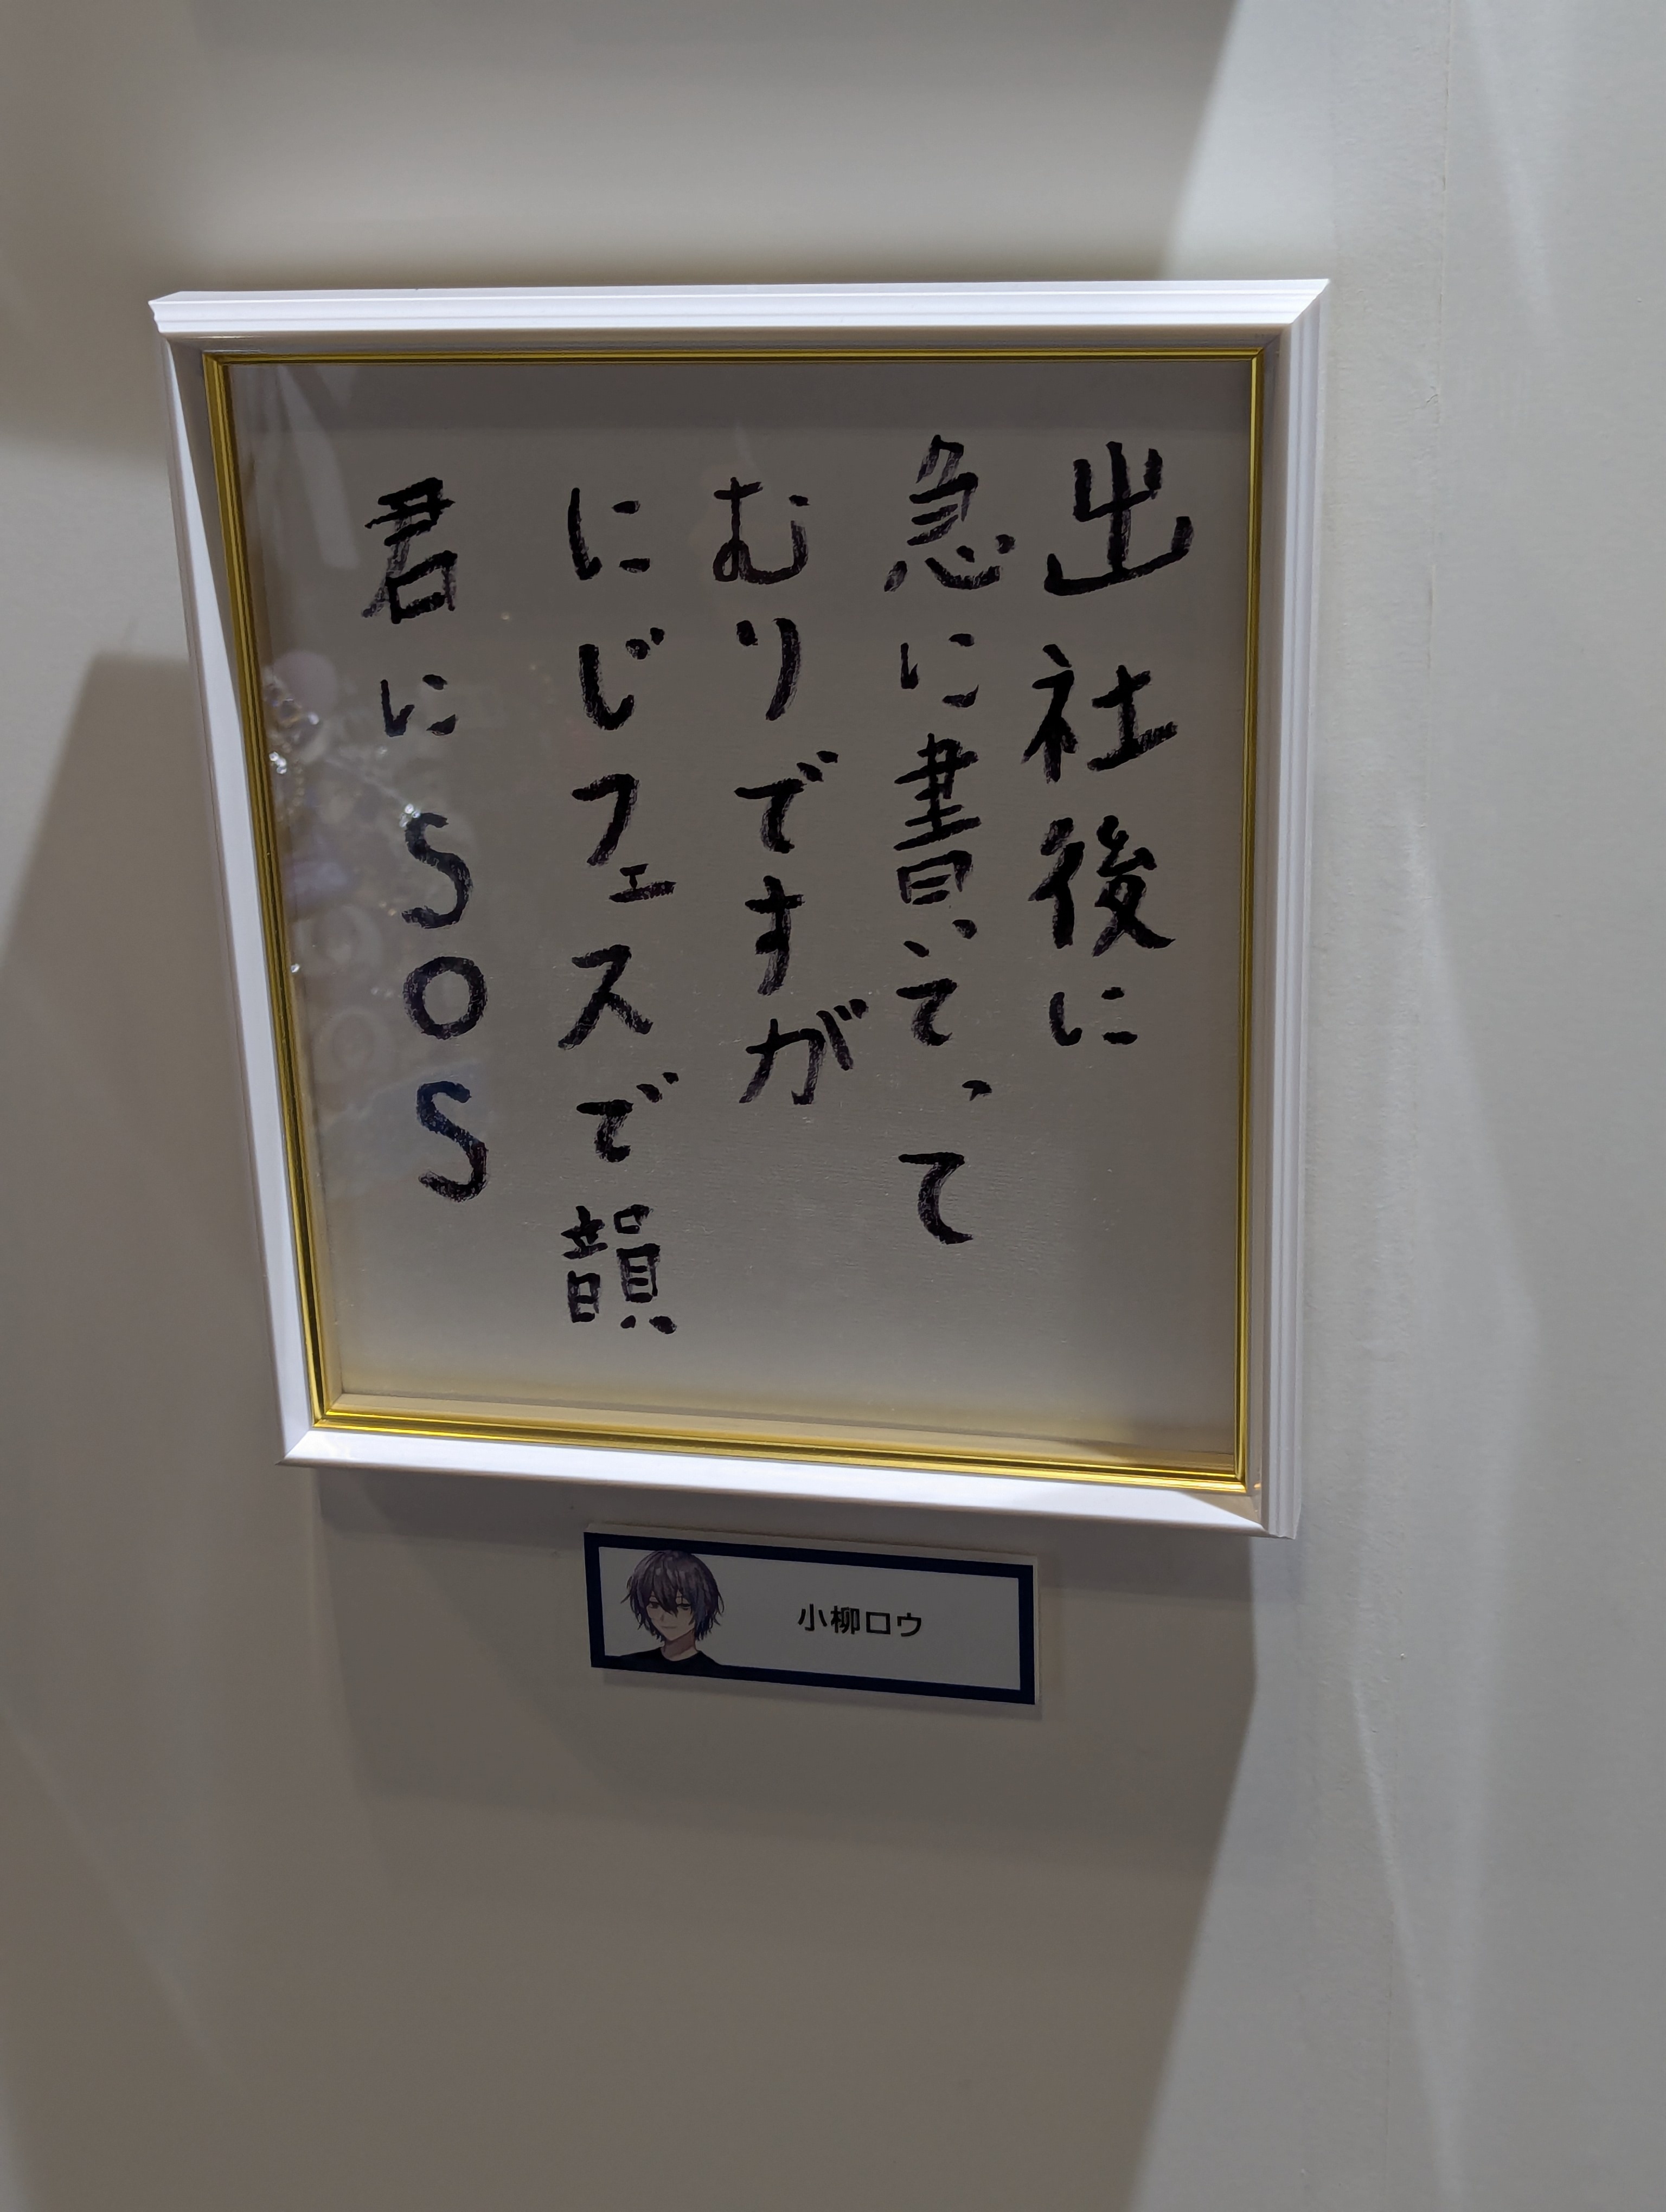 出社後に
急に書いて、て
むりですが
にじフェスで韻
君にSOS
小柳ロウ